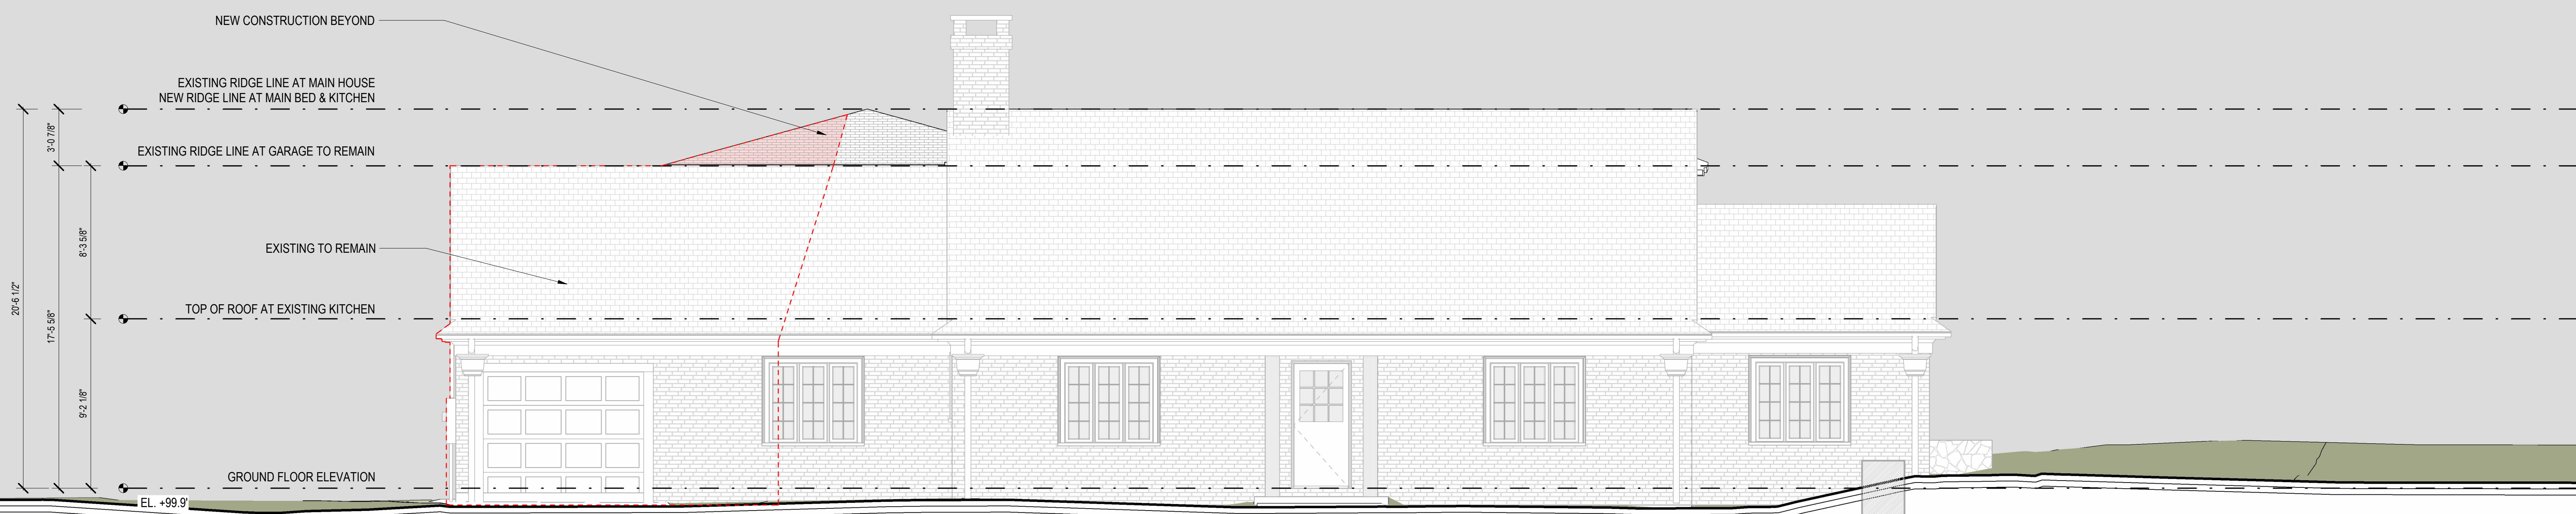 NEW CONSTRUCTION BEYOND
EXISTING RIDGE LINE AT MAIN HOUSE
NEW RIDGE LINE AT MAIN BED & KITCHEN
3'-0 7/8"
EXISTING RIDGE LINE AT GARAGE TO REMAIN
8'-3 5/8"
EXISTING TO REMAIN
20'-6 1/2"
17'-5 5/8"
TOP OF ROOF AT EXISTING KITCHEN
9'-2 1/8"
GROUND FLOOR ELEVATION
EL. +99.9'